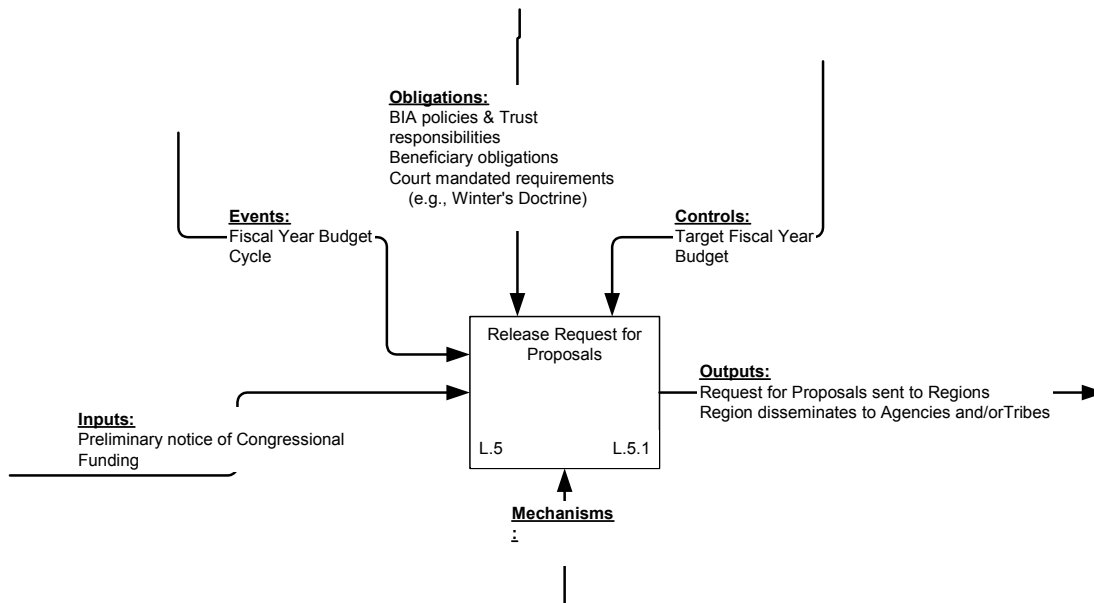 Obligations:
BIA policies & Trust
responsibilities
Beneficiary obligations
Court mandated requirements
(e.g., Winter's Doctrine)
Events:
Fiscal Year Budget
Cycle
Controls:
Target Fiscal Year
Budget
Release Request for
Proposals
L.5 L.5.1
Inputs:
Preliminary notice of Congressional
Funding
Outputs:
Request for Proposals sent to Regions
Region disseminates to Agencies and/orTribes
Mechanisms
: